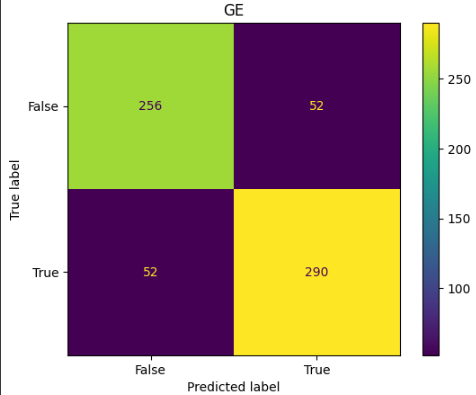 GE
False
256
52
250
200
True label
150
True
52
290
100
False
True
Predicted label